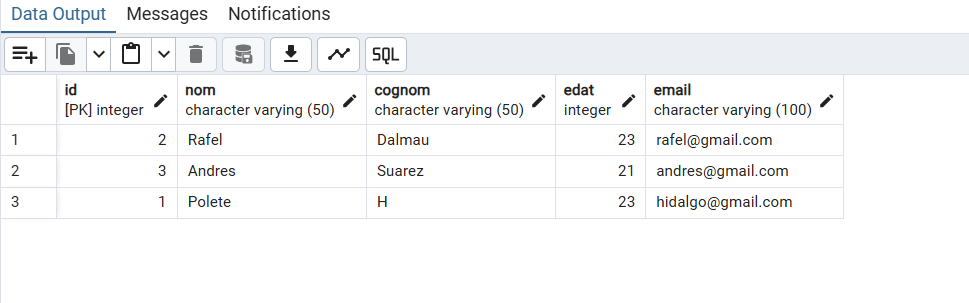 Data Output Messages Notifications
SQL
id nom cognom edat email
[PK] integer character varying (50) character varying (50) integer character varying (100)
1 2 Rafel Dalmau 23 rafel@gmail.com
2 3 Andres Suarez 21 andres@gmail.com
3 1 Polete H 23 hidalgo@gmail.com